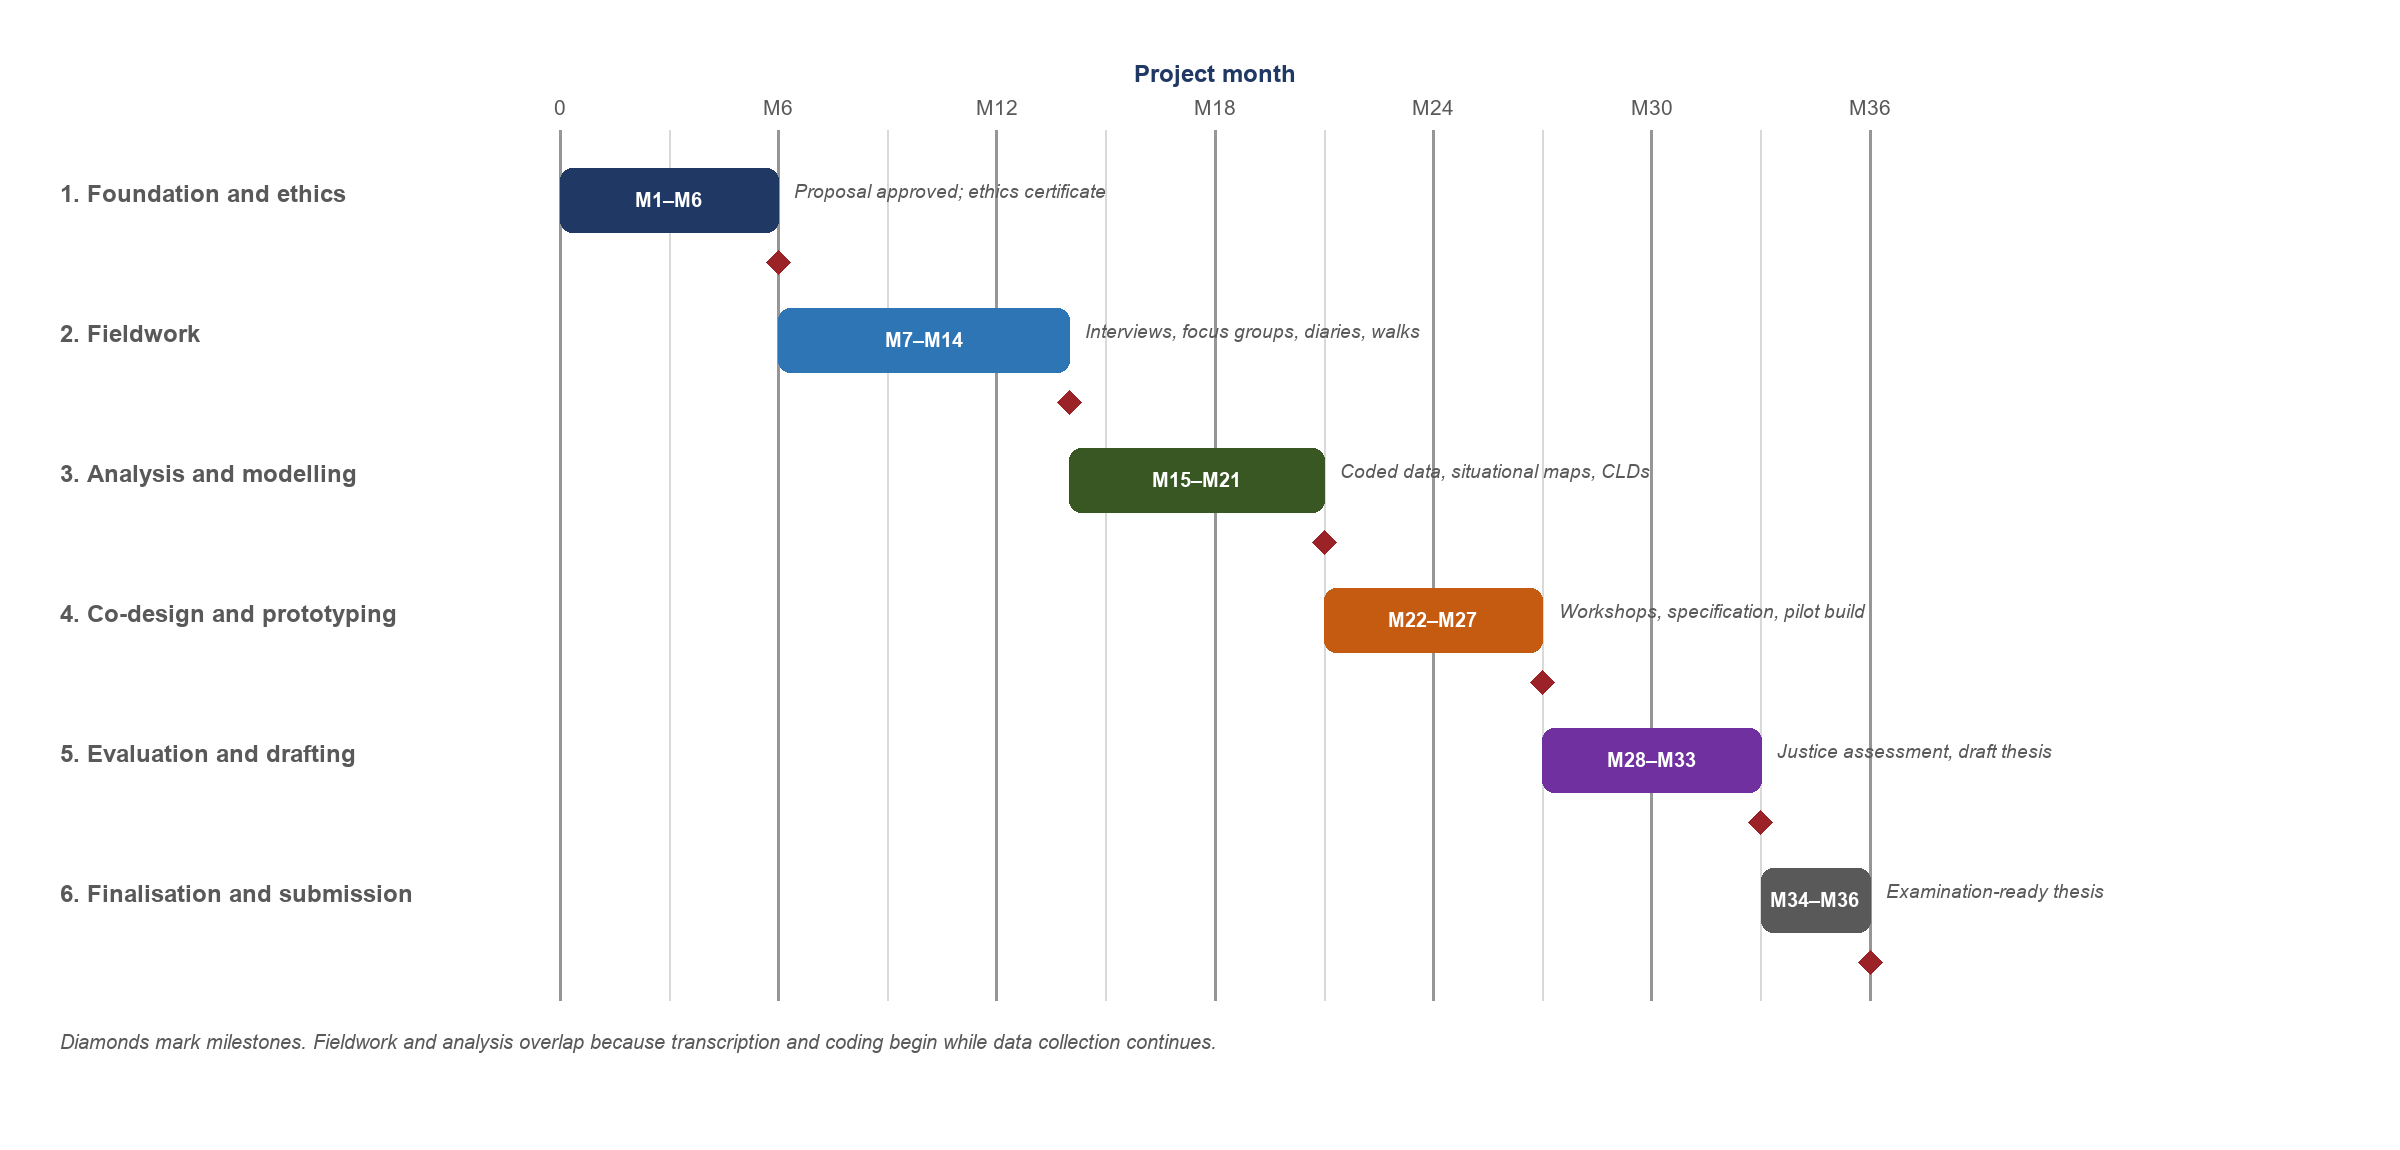 Project month
0 M6 M12 M18 M24 M30 M36
1. Foundation and ethics
M1–M6
Proposal approved; ethics certificate
2. Fieldwork
M7–M14
Interviews, focus groups, diaries, walks
3. Analysis and modelling
M15–M21
Coded data, situational maps, CLDs
4. Co-design and prototyping
M22–M27
Workshops, specification, pilot build
5. Evaluation and drafting
M28–M33
Justice assessment, draft thesis
6. Finalisation and submission
M34–M36
Examination-ready thesis
Diamonds mark milestones. Fieldwork and analysis overlap because transcription and coding begin while data collection continues.